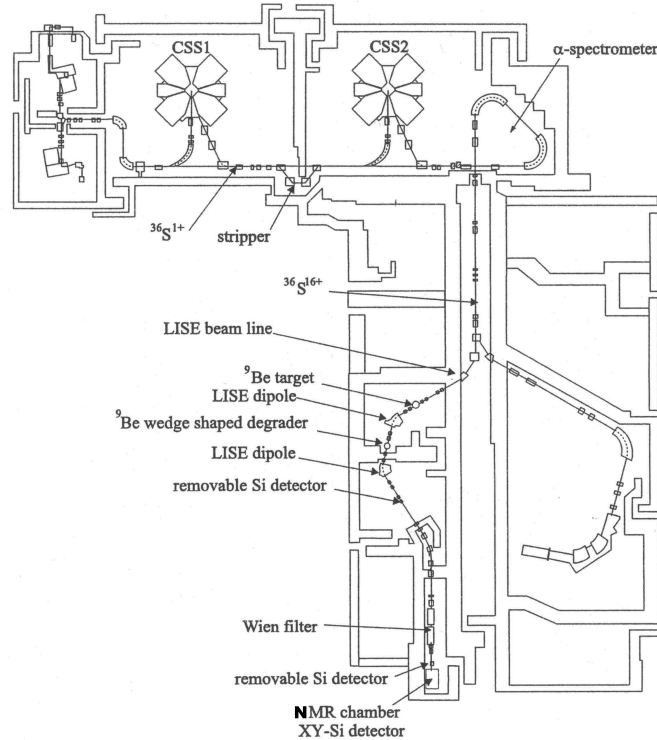 CSS1
CSS2
α-spectrometer
³⁶S¹⁺
stripper
³⁶S¹⁶⁺
LISE beam line
⁹Be target
LISE dipole
⁹Be wedge shaped degrader
LISE dipole
removable Si detector
Wien filter
removable Si detector
NMR chamber
XY-Si detector